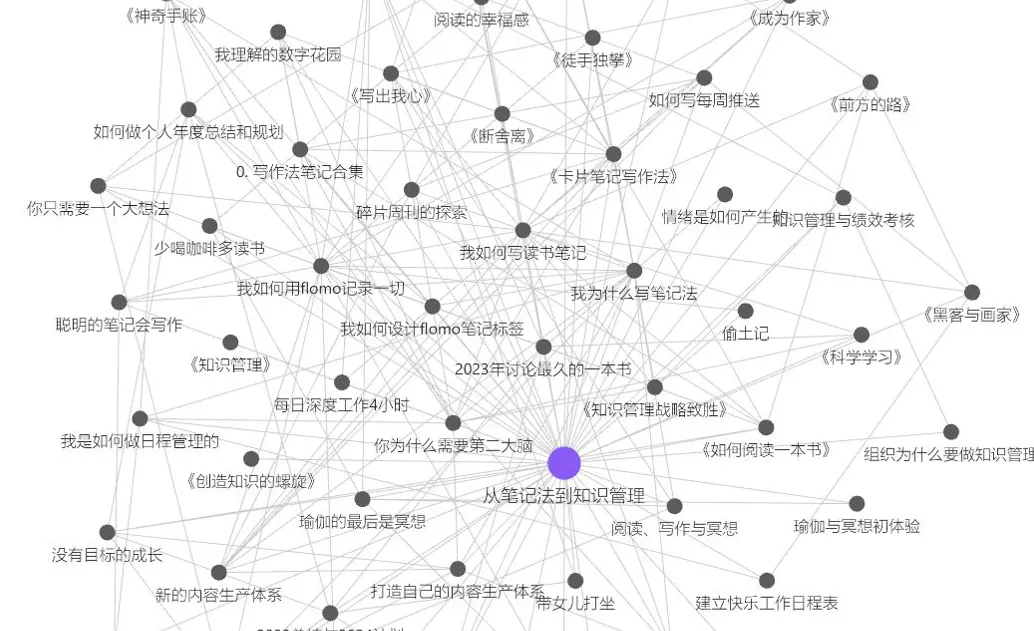 《神奇手账》
阅读的幸福感
《成为作家》
我理解的数字花园
《徒手独攀》
《写出我心》
如何写每周推送
《前方的路》
如何做个人年度总结和规划
《断舍离》
0. 写作法笔记合集
《卡片笔记写作法》
你只需要一个大想法
碎片周刊的探索
情绪是如何产生的
知识管理与绩效考核
少喝咖啡多读书
我如何写读书笔记
我如何用flomo记录一切
我为什么写笔记法
《黑客与画家》
聪明的笔记会写作
我如何设计flomo笔记标签
偷土记
《知识管理》
2023年讨论最久的一本书
《科学学习》
每日深度工作4小时
《知识管理战略致胜》
我是如何做日程管理的
你为什么需要第二大脑
《如何阅读一本书》
组织为什么要做知识管理
《创造知识的螺旋》
从笔记法到知识管理
瑜伽的最后是冥想
阅读、写作与冥想
瑜伽与冥想初体验
没有目标的成长
新的内容生产体系
打造自己的内容生产体系
带女儿打坐
建立快乐工作日程表